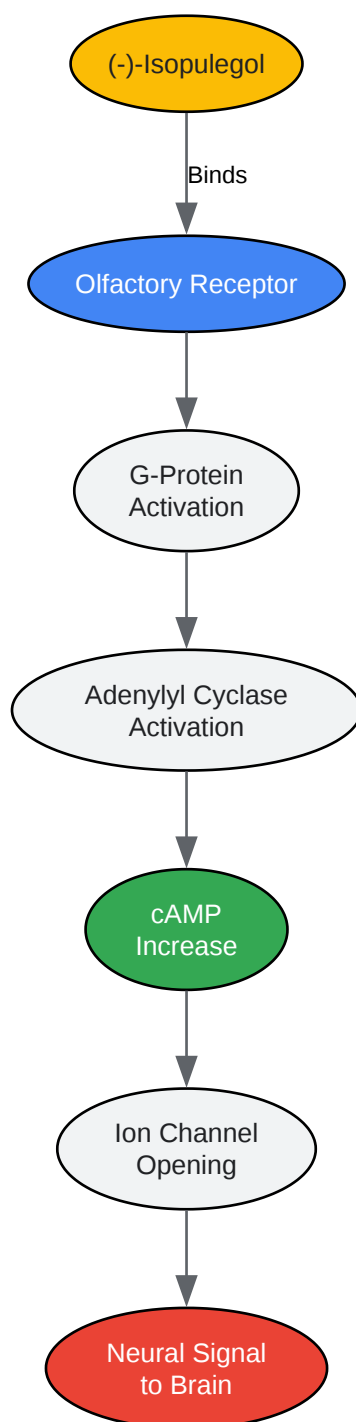 (-)-Isopulegol
Binds
Olfactory Receptor
G-Protein
Activation
Adenylyl Cyclase
Activation
cAMP
Increase
Ion Channel
Opening
Neural Signal
to Brain